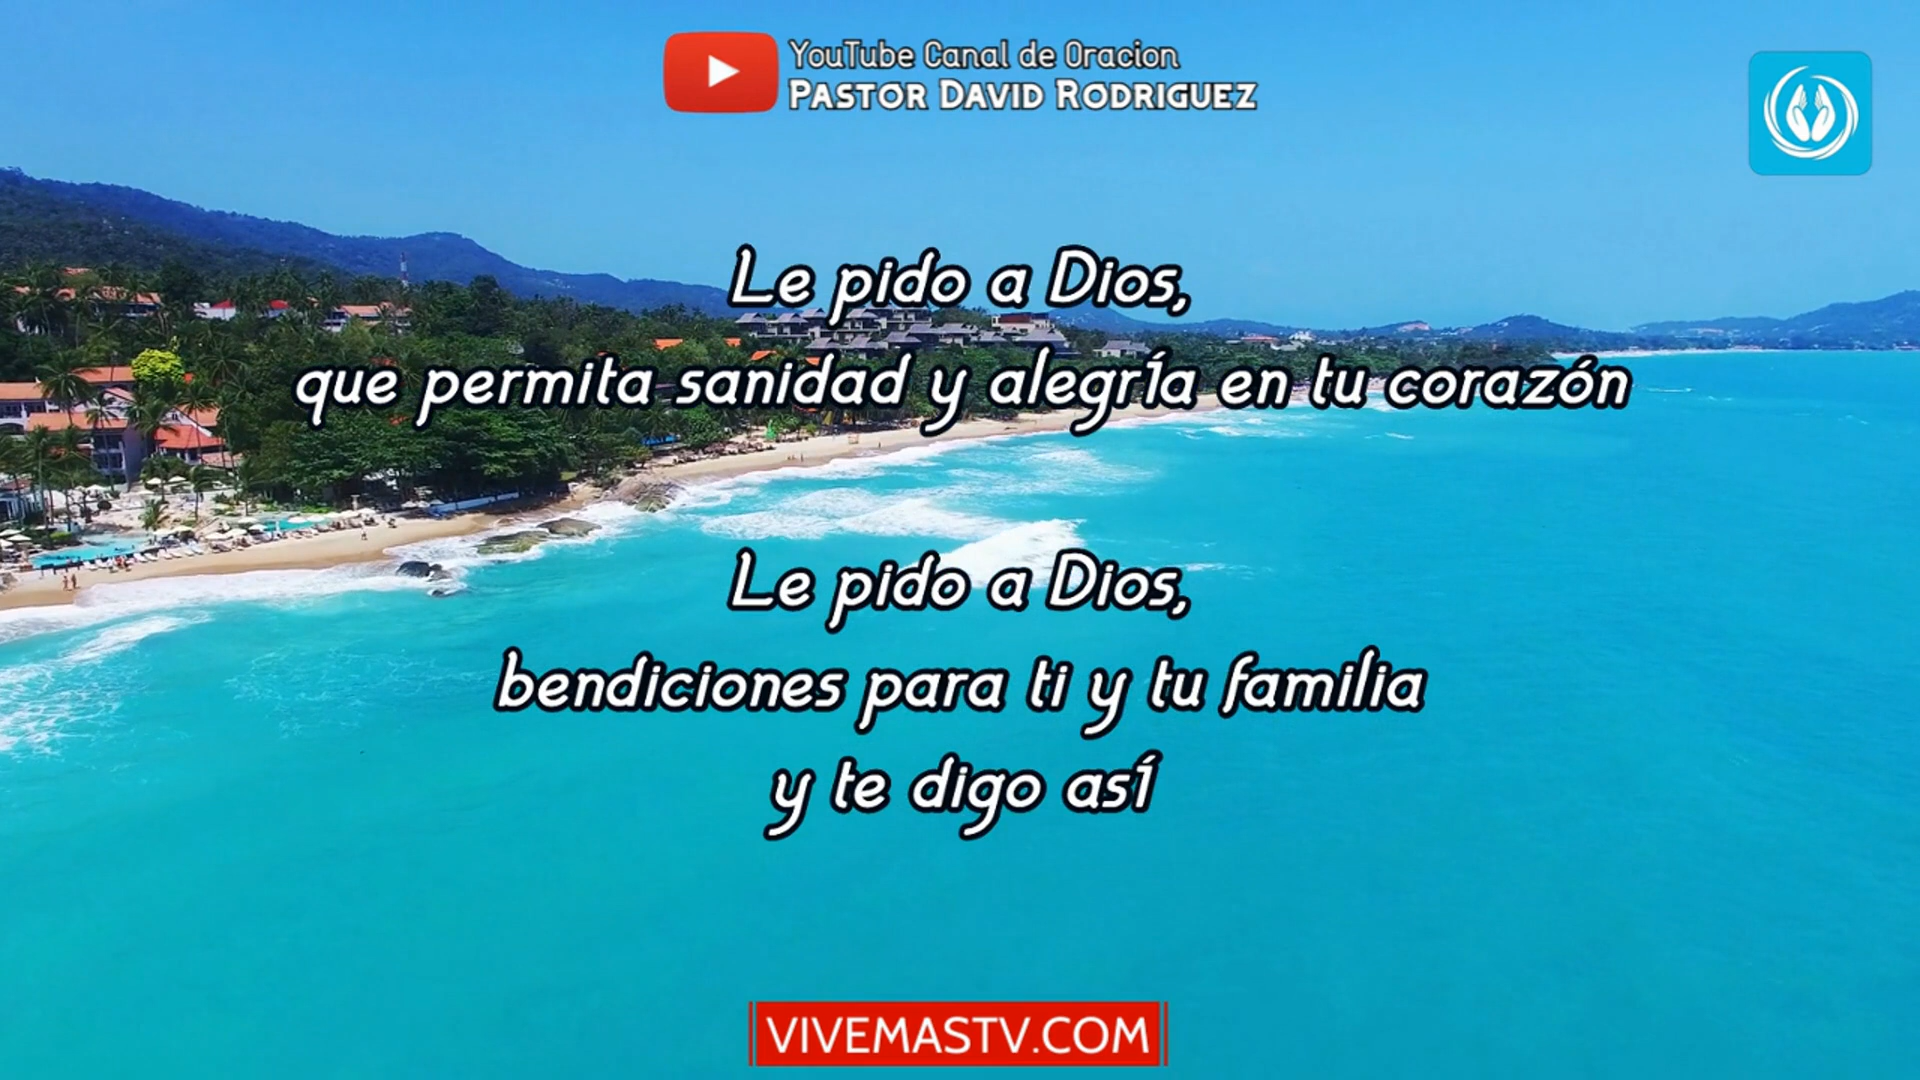 YouTube Canal de Oracion
PASTOR DAVID RODRIGUEZ
Le pido a Dios,
que permita sanidad y alegría en tu corazón
Le pido a Dios,
bendiciones para ti y tu familia
y te digo así
VIVEMASTV.COM